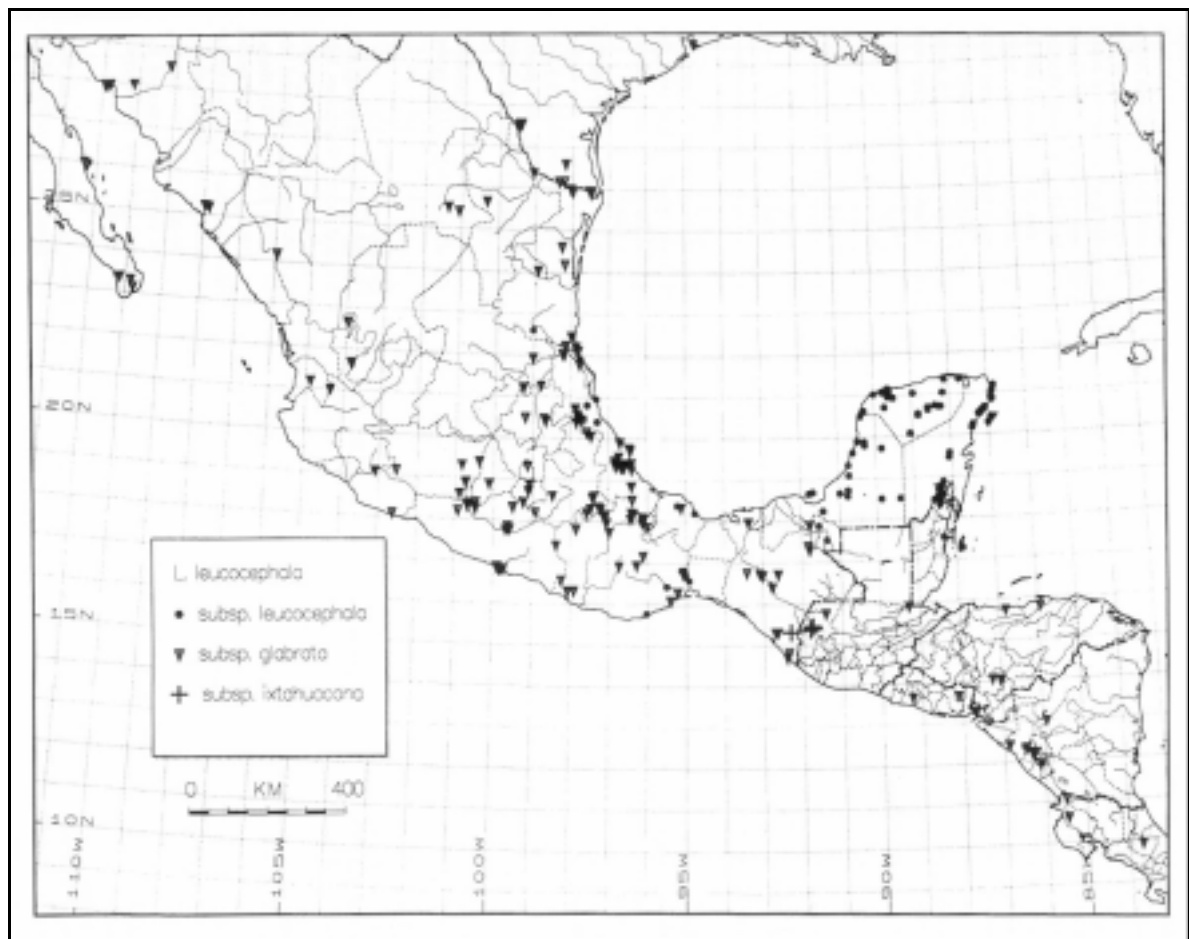 25N
20N
L leucocephala
subsp. leucocephala
subsp. glabrata
15N
subsp. ixtahuacana
0 KM 400
10N
110W
105W
100W
95W
90W
85W